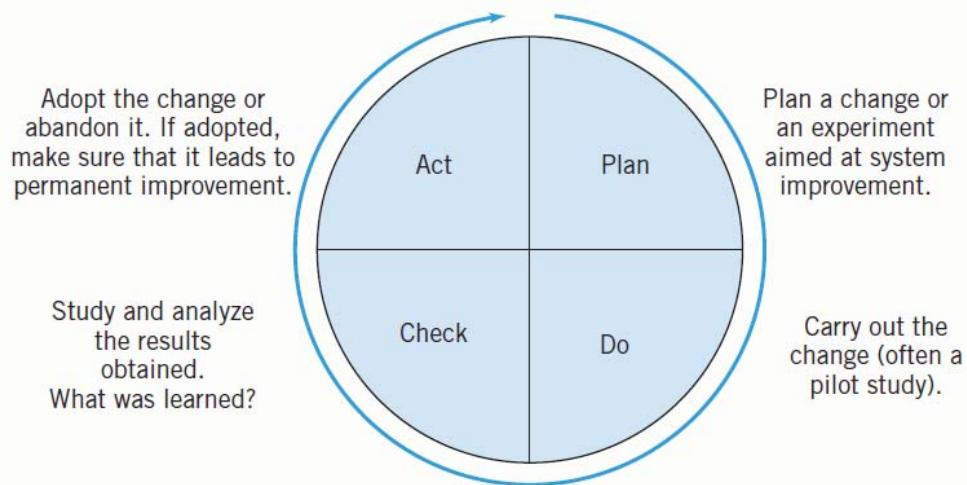 Adopt the change or
abandon it. If adopted,
make sure that it leads to
permanent improvement.
Act
Plan
Plan a change or
an experiment
aimed at system
improvement.
Study and analyze
the results
obtained.
What was learned?
Check
Do
Carry out the
change (often a
pilot study).